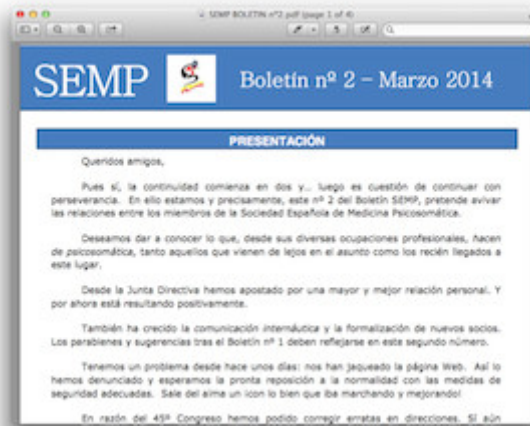 SEMP BOLETIN nº2.pdf (page 1 of 4)
SEMP Boletín nº 2 – Marzo 2014
PRESENTACIÓN
Queridos amigos,
Pues sí, la continuidad comienza en dos y... luego es cuestión de continuar con
perseverancia. En ello estamos y precisamente, este nº 2 del Boletín SEMP, pretende avivar
las relaciones entre los miembros de la Sociedad Española de Medicina Psicosomática.
Deseamos dar a conocer lo que, desde sus diversas ocupaciones profesionales, hacen
de psicosomática, tanto aquellos que vienen de lejos en el asunto como los recién llegados a
este lugar.
Desde la Junta Directiva hemos apostado por una mayor y mejor relación personal. Y
por ahora está resultando positivamente.
También ha crecido la comunicación internáutica y la formalización de nuevos socios.
Los parabienes y sugerencias tras el Boletín nº 1 deben reflejarse en este segundo número.
Tenemos un problema desde hace unos días: nos han jaqueado la página Web. Así lo
hemos denunciado y esperamos la pronta reposición a la normalidad con las medidas de
seguridad adecuadas. Sale del alma un icon lo bien que iba marchando y mejorando!
En razón del 45º Congreso hemos podido corregir erratas en direcciones. Sí aún